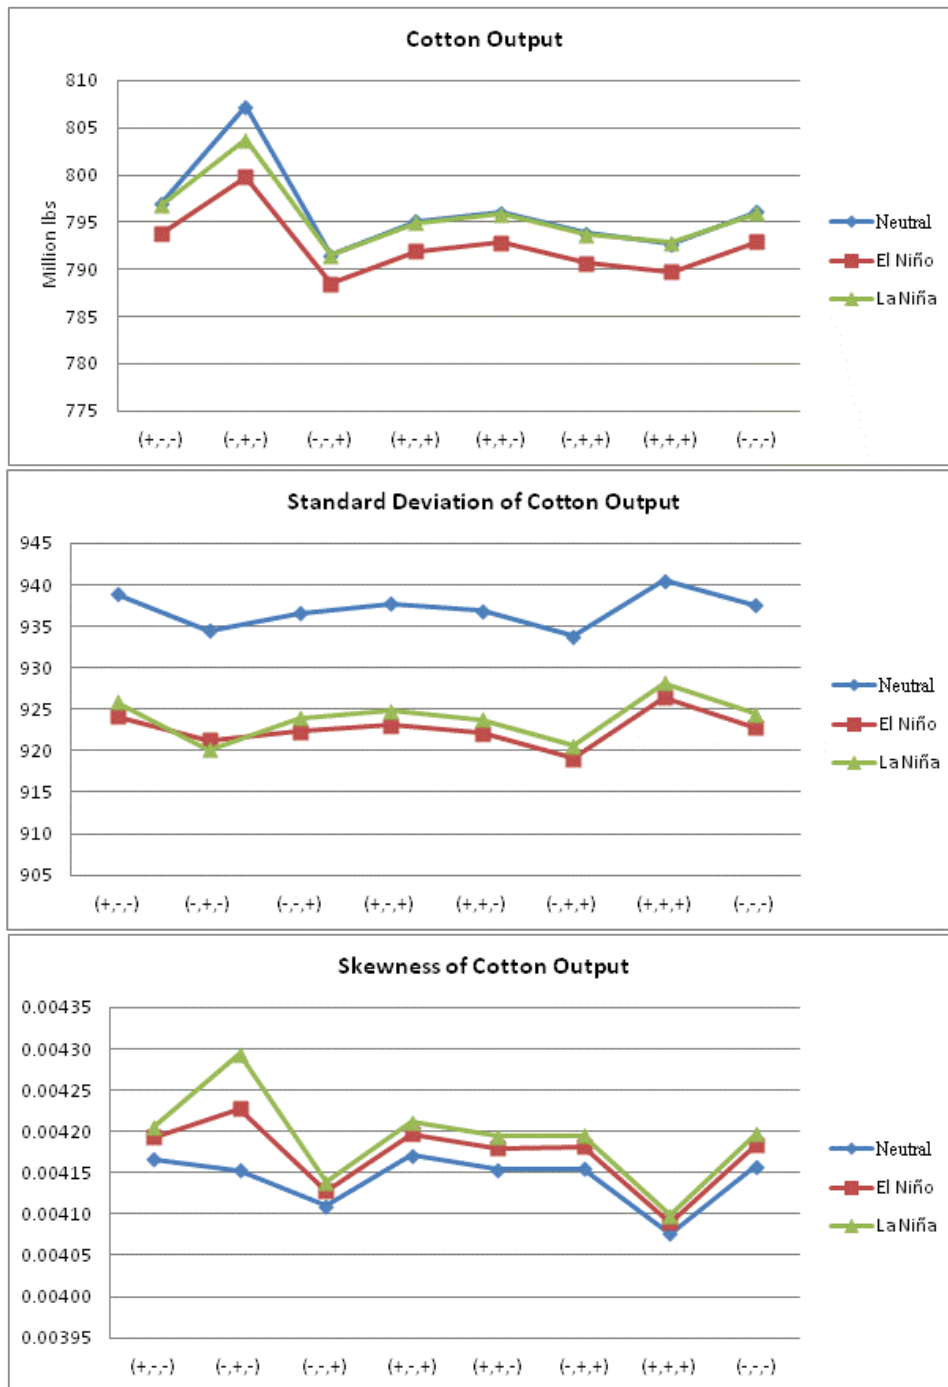 Cotton Output
Million lbs
810
805
800
795
790
785
780
775
(+,-,-) (-,+,-) (-,-,+) (+,-,+) (+,+,-) (-,+,+) (+,+,+) (-,-,-)
Neutral
El Niño
La Niña
Standard Deviation of Cotton Output
945
940
935
930
925
920
915
910
905
(+,-,-) (-,+,-) (-,-,+) (+,-,+) (+,+,-) (-,+,+) (+,+,+) (-,-,-)
Neutral
El Niño
La Niña
Skewness of Cotton Output
0.00435
0.00430
0.00425
0.00420
0.00415
0.00410
0.00405
0.00400
0.00395
(+,-,-) (-,+,-) (-,-,+) (+,-,+) (+,+,-) (-,+,+) (+,+,+) (-,-,-)
Neutral
El Niño
La Niña